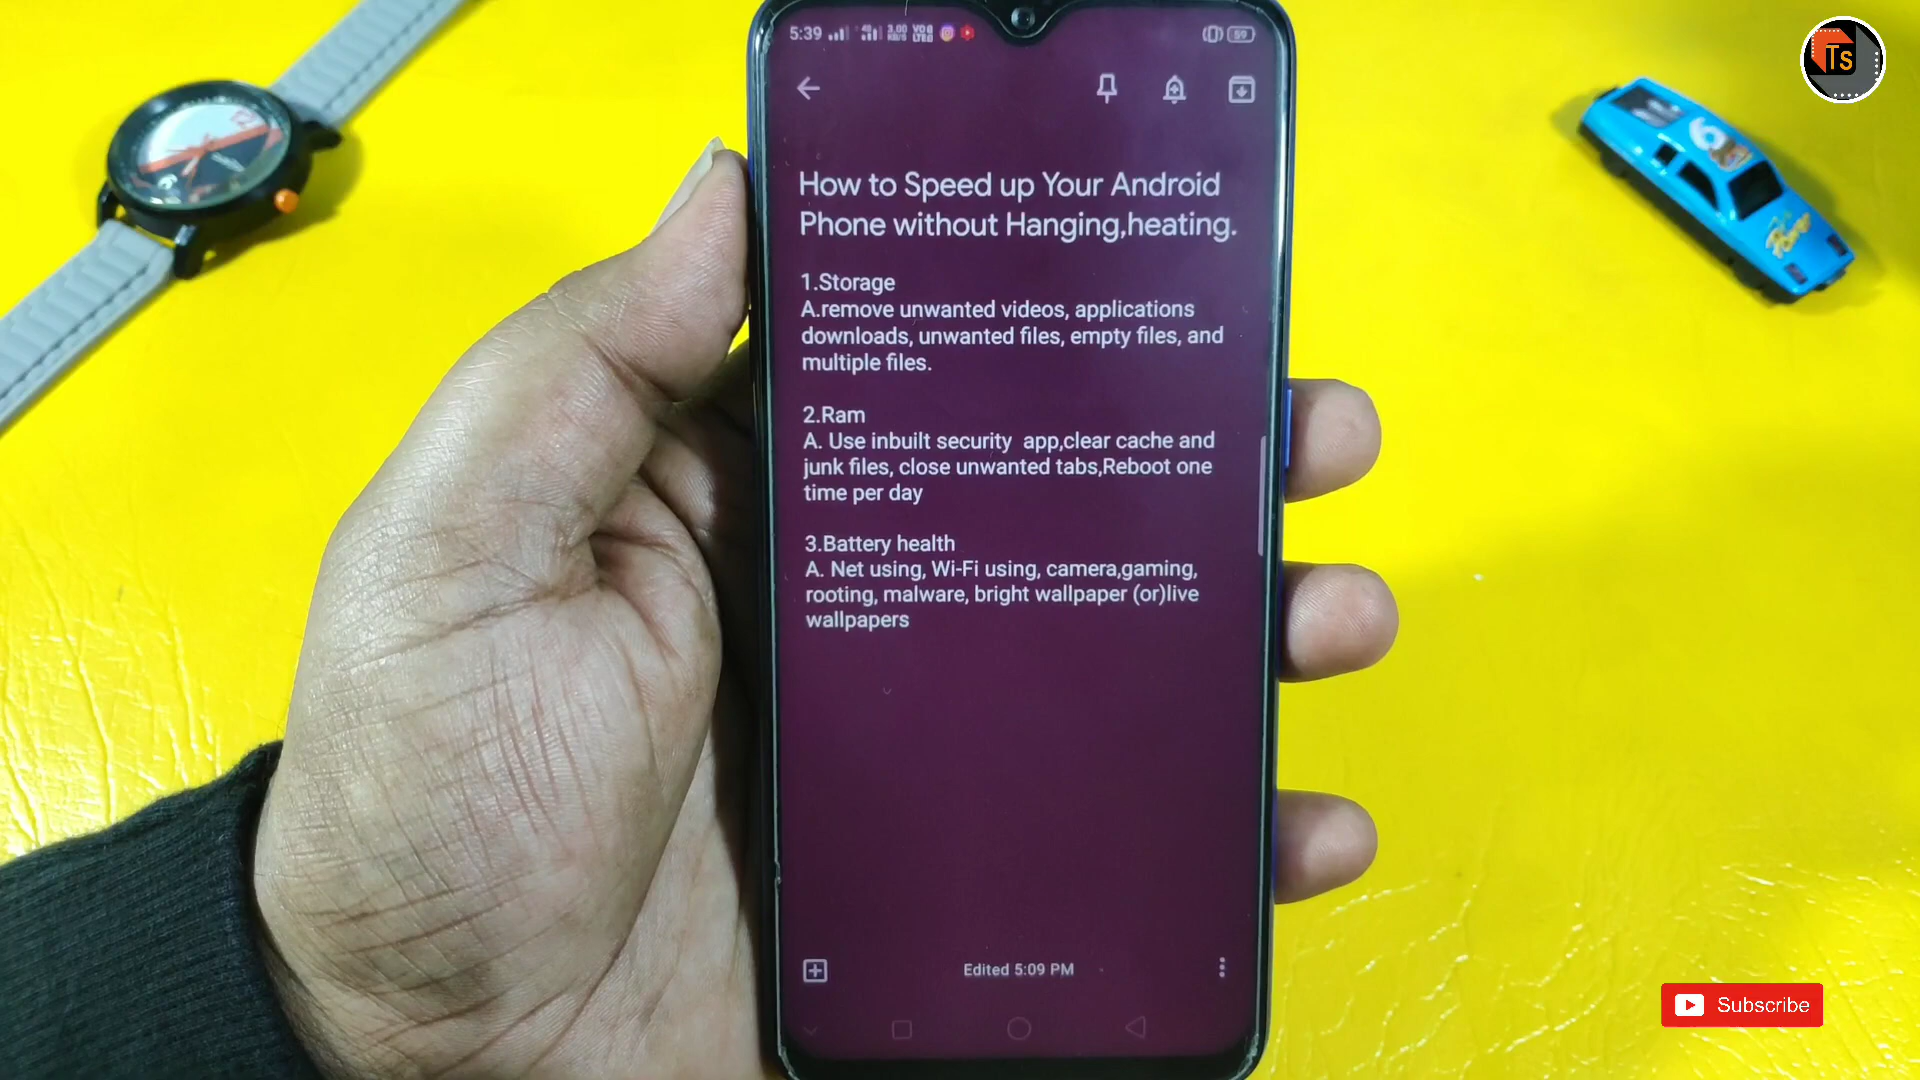 5:39
59
How to Speed up Your Android
Phone without Hanging,heating.
1.Storage
A.remove unwanted videos, applications
downloads, unwanted files, empty files, and
multiple files.
2.Ram
A. Use inbuilt security  app,clear cache and
junk files, close unwanted tabs,Reboot one
time per day
3.Battery health
A. Net using, Wi-Fi using, camera,gaming,
rooting, malware, bright wallpaper (or)live
wallpapers
Edited 5:09 PM
Ts
6
Subscribe